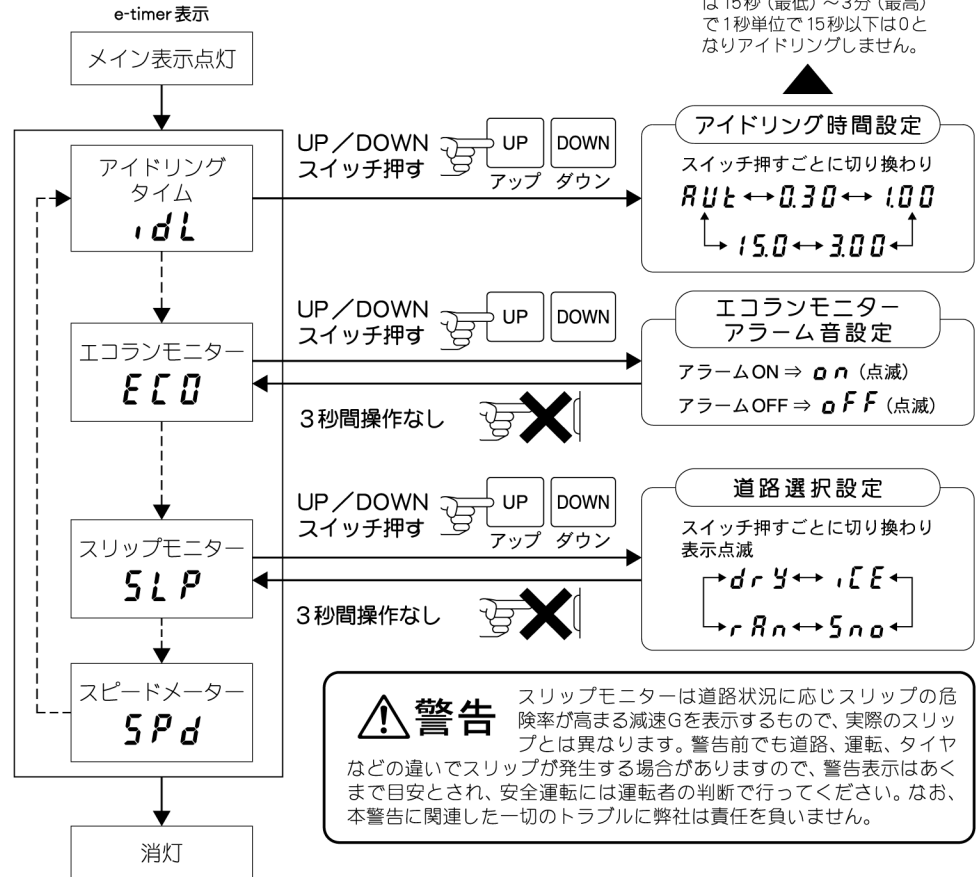 e-timer表示
メイン表示点灯
は15秒（最低）～3分（最高）
で1秒単位で15秒以下は0と
なりアイドリングしません。
アイドリング
タイム
idL
UP／DOWN
スイッチ押す
UP
DOWN
アップ ダウン
アイドリング時間設定
スイッチ押すごとに切り換わり
AUt↔0.30↔1.00
15.0↔3.00
エコランモニター
ECO
UP／DOWN
スイッチ押す
UP
DOWN
3秒間操作なし
エコランモニター
アラーム音設定
アラームON⇒on（点滅）
アラームOFF⇒oFF（点滅）
スリップモニター
SLP
UP／DOWN
スイッチ押す
UP
DOWN
アップ ダウン
3秒間操作なし
道路選択設定
スイッチ押すごとに切り換わり
表示点滅
drY↔iCE
rAn↔Sno
スピードメーター
SPd
消灯
警告
スリップモニターは道路状況に応じスリップの危
険率が高まる減速Gを表示するもので、実際のスリッ
プとは異なります。警告前でも道路、運転、タイヤ
などの違いでスリップが発生する場合がありますので、警告表示はあく
まで目安とされ、安全運転には運転者の判断で行ってください。なお、
本警告に関連した一切のトラブルに弊社は責任を負いません。